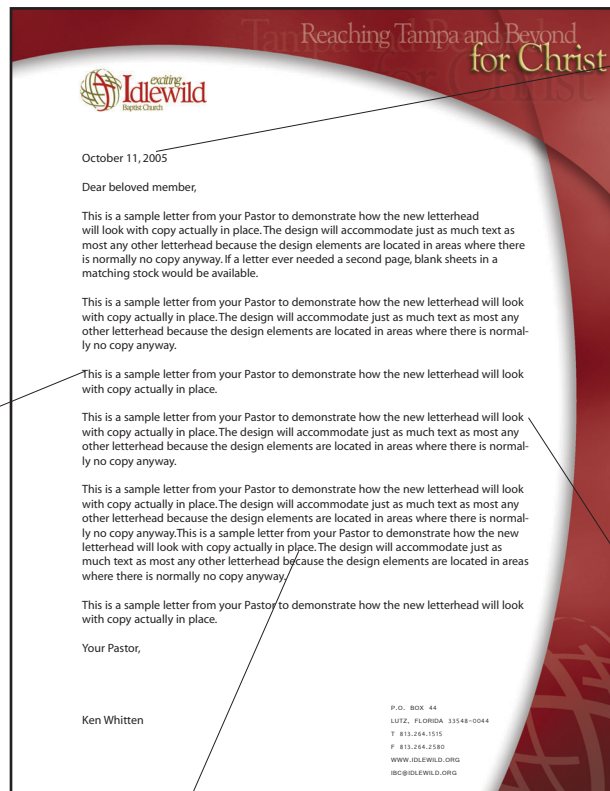 Reaching Tampa and Beyond
for Christ
exciting
Idlewild
Baptist Church
October 11, 2005
Dear beloved member,
This is a sample letter from your Pastor to demonstrate how the new letterhead
will look with copy actually in place. The design will accommodate just as much text as
most any other letterhead because the design elements are located in areas where there
is normally no copy anyway. If a letter ever needed a second page, blank sheets in a
matching stock would be available.
This is a sample letter from your Pastor to demonstrate how the new letterhead will look
with copy actually in place. The design will accommodate just as much text as most any
other letterhead because the design elements are located in areas where there is normal-
ly no copy anyway.
This is a sample letter from your Pastor to demonstrate how the new letterhead will look
with copy actually in place.
This is a sample letter from your Pastor to demonstrate how the new letterhead will look
with copy actually in place. The design will accommodate just as much text as most any
other letterhead because the design elements are located in areas where there is normal-
ly no copy anyway.
This is a sample letter from your Pastor to demonstrate how the new letterhead will look
with copy actually in place. The design will accommodate just as much text as most any
other letterhead because the design elements are located in areas where there is normal-
ly no copy anyway.This is a sample letter from your Pastor to demonstrate how the new
letterhead will look with copy actually in place. The design will accommodate just as
much text as most any other letterhead because the design elements are located in areas
where there is normally no copy anyway.
This is a sample letter from your Pastor to demonstrate how the new letterhead will look
with copy actually in place.
Your Pastor,
Ken Whitten
P.O. BOX 44
LUTZ, FLORIDA 33548-0044
T 813.264.1515
F 813.264.2580
WWW.IDLEWILD.ORG
IBC@IDLEWILD.ORG